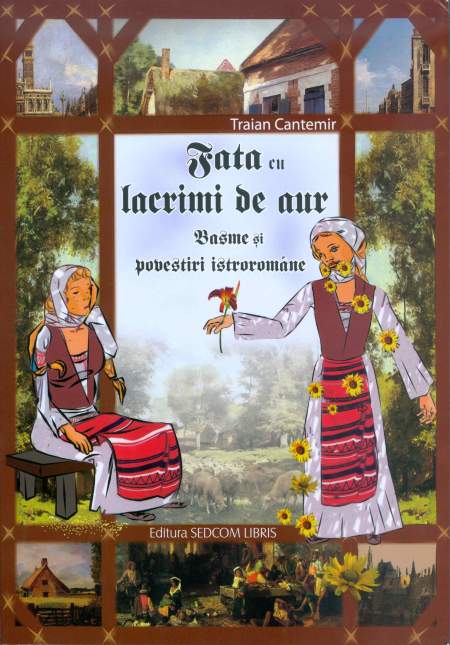 Traian Cantemir
Fata cu
lacrimi de aur
Basme și
povestiri istroromâne
Editura SEDCOM LIBRIS